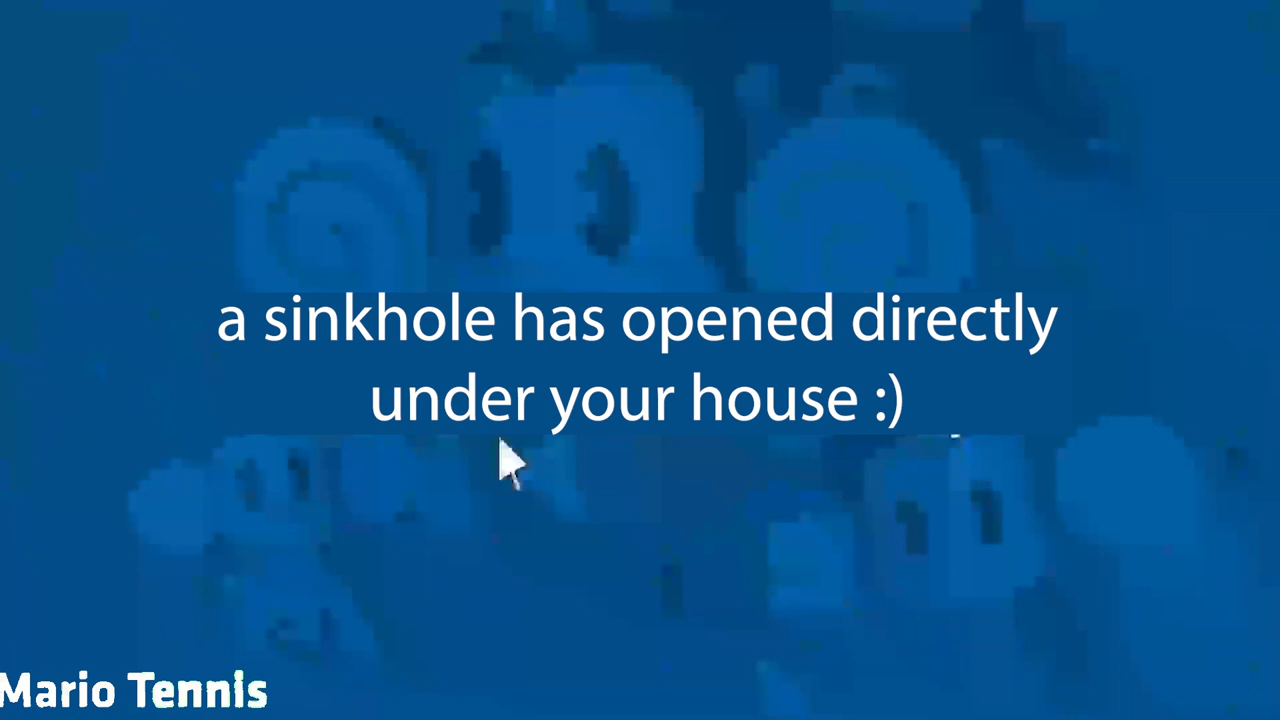 a sinkhole has opened directly
under your house :)
Mario Tennis